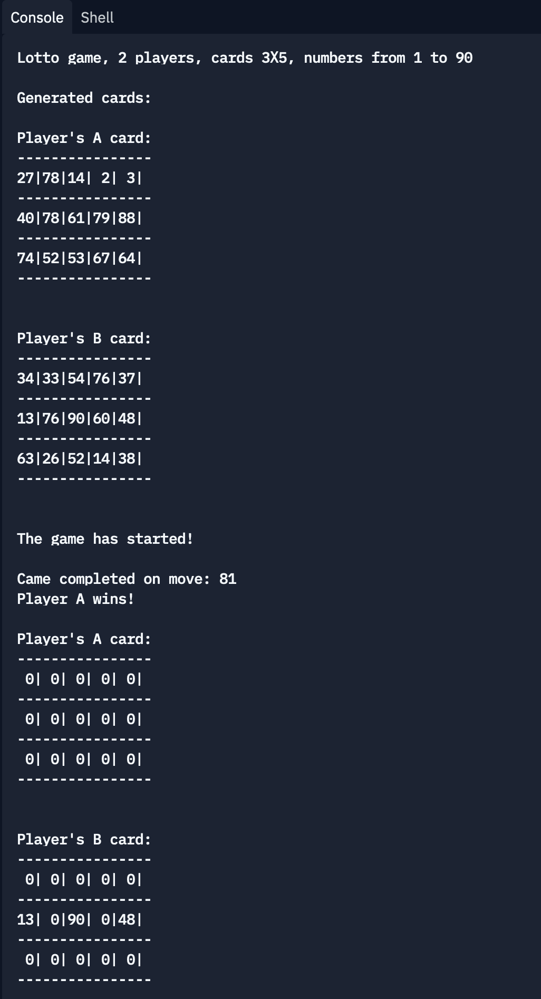 Console Shell
Lotto game, 2 players, cards 3X5, numbers from 1 to 90
Generated cards:
Player's A card:
----------------
27|78|14| 2| 3|
----------------
40|78|61|79|88|
----------------
74|52|53|67|64|
----------------
Player's B card:
----------------
34|33|54|76|37|
----------------
13|76|90|60|48|
----------------
63|26|52|14|38|
----------------
The game has started!
Came completed on move: 81
Player A wins!
Player's A card:
----------------
 0| 0| 0| 0| 0|
----------------
 0| 0| 0| 0| 0|
----------------
 0| 0| 0| 0| 0|
----------------
Player's B card:
----------------
 0| 0| 0| 0| 0|
----------------
13| 0|90| 0|48|
----------------
 0| 0| 0| 0| 0|
----------------